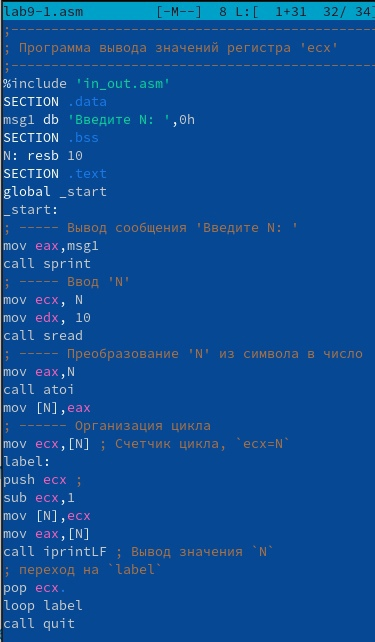 lab9-1.asm [-M--] 8 L:[ 1+31 32/ 34]
;------------------------------------------------
; Программа вывода значений регистра 'ecx'
;------------------------------------------------
%include 'in_out.asm'
SECTION .data
msg1 db 'Введите N: ',0h
SECTION .bss
N: resb 10
SECTION .text
global _start
_start:
; ----- Вывод сообщения 'Введите N: '
mov eax,msg1
call sprint
; ----- Ввод 'N'
mov ecx, N
mov edx, 10
call sread
; ----- Преобразование 'N' из символа в число
mov eax,N
call atoi
mov [N],eax
; ------ Организация цикла
mov ecx,[N] ; Счетчик цикла, `ecx=N`
label:
push ecx ;
sub ecx,1
mov [N],ecx
mov eax,[N]
call iprintLF ; Вывод значения `N`
; переход на `label`
pop ecx.
loop label
call quit